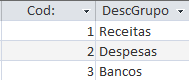 Cod: DescGrupo
1 Receitas
2 Despesas
3 Bancos